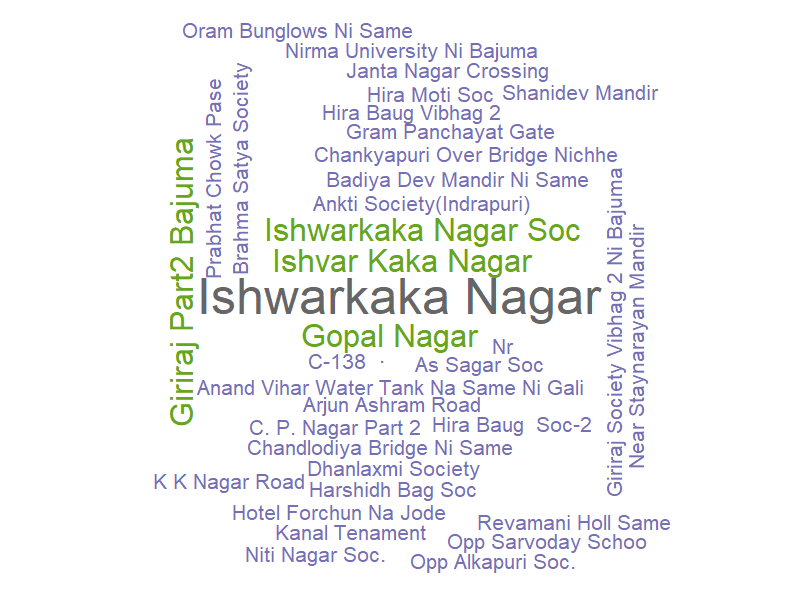 Oram Bunglows Ni Same
Nirma University Ni Bajuma
Janta Nagar Crossing
Hira Moti Soc
Shanidev Mandir
Hira Baug Vibhag 2
Gram Panchayat Gate
Chankyapuri Over Bridge Nichhe
Badiya Dev Mandir Ni Same
Ankti Society(Indrapuri)
Giriraj Part2 Bajuma
Prabhat Chowk Pase
Brahma Satya Society
Ishwarkaka Nagar Soc
Ishvar Kaka Nagar
Ishwarkaka Nagar
Gopal Nagar
Giriraj Society Vibhag 2 Ni Bajuma
Near Staynarayan Mandir
Nr
C-138 ·
As Sagar Soc
Anand Vihar Water Tank Na Same Ni Gali
Arjun Ashram Road
C. P. Nagar Part 2
Hira Baug Soc-2
Chandlodiya Bridge Ni Same
Dhanlaxmi Society
K K Nagar Road
Harshidh Bag Soc
Hotel Forchun Na Jode
Revamani Holl Same
Kanal Tenament
Opp Sarvoday Schoo
Niti Nagar Soc.
Opp Alkapuri Soc.